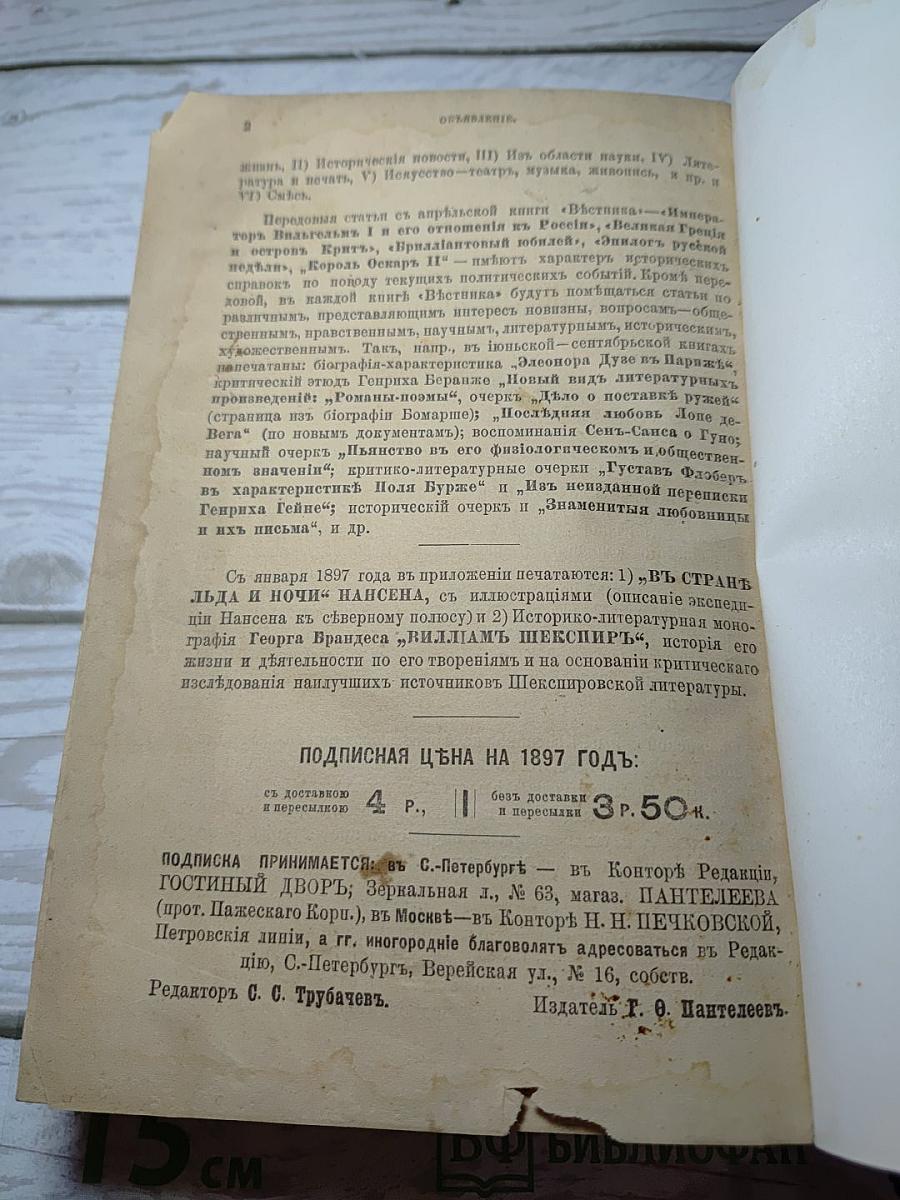 2
ОБЪЯВЛЕНІЕ.
жизнь, II) Историческія новости, III) Изъ области науки, IV) Лите-
ратура и печать, V) Искусство—театръ, музыка, живопись, и пр. и
VI) Смѣсь.
Передовыя статьи съ апрѣльской книги «Вѣстника»—«Импера-
торъ Вильгельмъ I и его отношенія къ Россіи», «Великая Греція
и островъ Критъ», «Брилліантовый юбилей», «Эпилогъ русской
недѣли», „Король Оскаръ II“ — имѣютъ характеръ историческихъ
справокъ по поводу текущихъ политическихъ событій. Кромѣ пере-
довой, въ каждой книгѣ «Вѣстника» будутъ помѣщаться статьи по
различнымъ, представляющимъ интересъ новизны, вопросамъ—обще-
ственнымъ, нравственнымъ, научнымъ, литературнымъ, историческимъ,
художественнымъ. Такъ, напр., въ іюньской—сентябрьской книгахъ
напечатаны: біографія-характеристика „Элеонора Дузе въ Парижѣ“,
критическій этюдъ Генриха Беранже „Новый видъ литературныхъ
произведеній: „Романы-поэмы“, очеркъ „Дѣло о поставкѣ ружей“
(страница изъ біографіи Бомарше); „Послѣдняя любовь Лопе де-
Вега“ (по новымъ документамъ); воспоминанія Сенъ-Санса о Гуно;
научный очеркъ „Пьянство въ его физіологическомъ и общественномъ
номъ значеніи“; критико-литературные очерки „Густавъ Флоберъ
въ характеристикѣ Поля Бурже“ и „Изъ неизданной переписки
Генриха Гейне“; историческій очеркъ и „Знаменитыя любовницы
и ихъ письма“, и др.
Съ января 1897 года въ приложеніи печатаются: 1) „ВЪ СТРАНѢ
ЛЬДА И НОЧИ“ НАНСЕНА, съ иллюстраціями (описаніе экспеди-
ціи Нансена къ сѣверному полюсу) и 2) Историко-литературная моно-
графія Георга Брандеса „ВИЛЛІАМЪ ШЕКСПИРЪ“, исторія его
жизни и дѣятельности по его твореніямъ и на основаніи критическаго
изслѣдованія наилучшихъ источниковъ Шекспировской литературы.
ПОДПИСНАЯ ЦѢНА НА 1897 ГОДЪ:
съ доставкою и пересылкою 4 Р., || безъ доставки и пересылки 3 Р. 50 К.
ПОДПИСКА ПРИНИМАЕТСЯ: въ С.-Петербургѣ — въ Конторѣ Редакціи,
ГОСТИНЫЙ ДВОРЪ; Зеркальная л., № 63, магаз. ПАНТЕЛЕЕВА
(прот. Пажескаго Корп.), въ Москвѣ—въ Конторѣ Н. Н. ПЕЧКОВСКОЙ,
Петровскія линіи, а гг. иногородніе благоволятъ адресоваться въ Редак-
цію, С.-Петербургъ, Верейская ул., № 16, собств.
Редакторъ С. С. Трубачевъ. Издатель Г. Ѳ. Пантелеевъ.
15 см
БФ БИБЛИОФАН